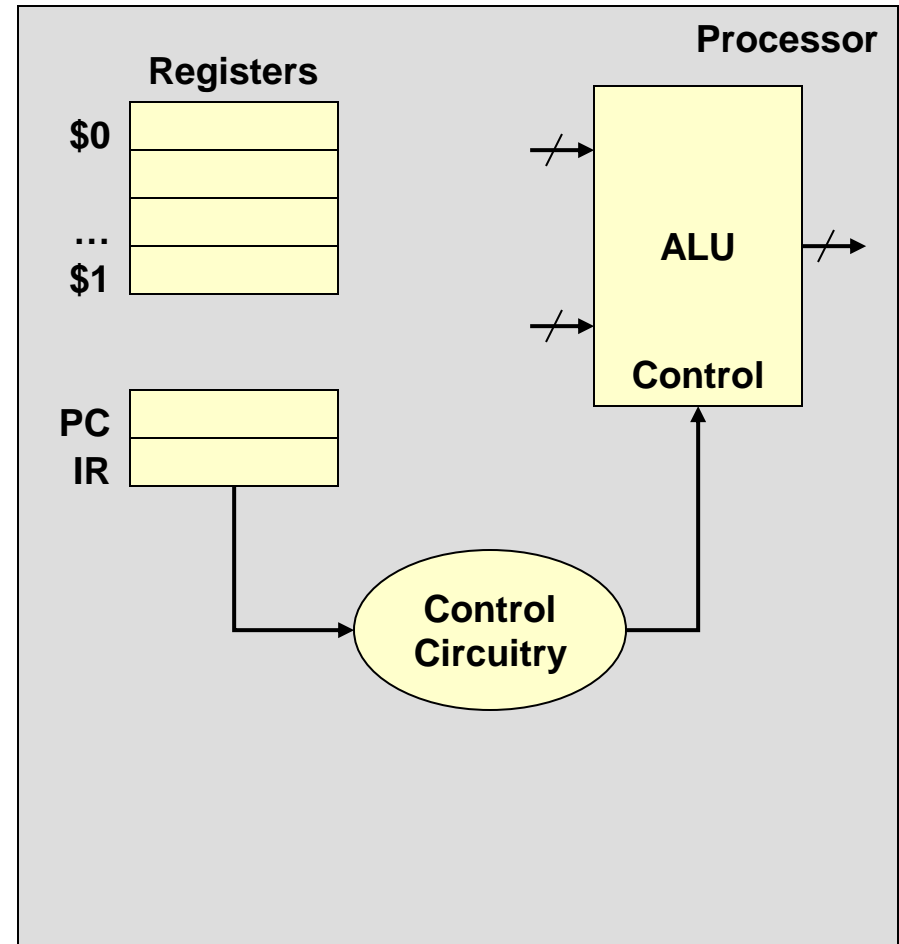 Processor
Registers
$0
…
$1
ALU
Control
PC
IR
Control
Circuitry